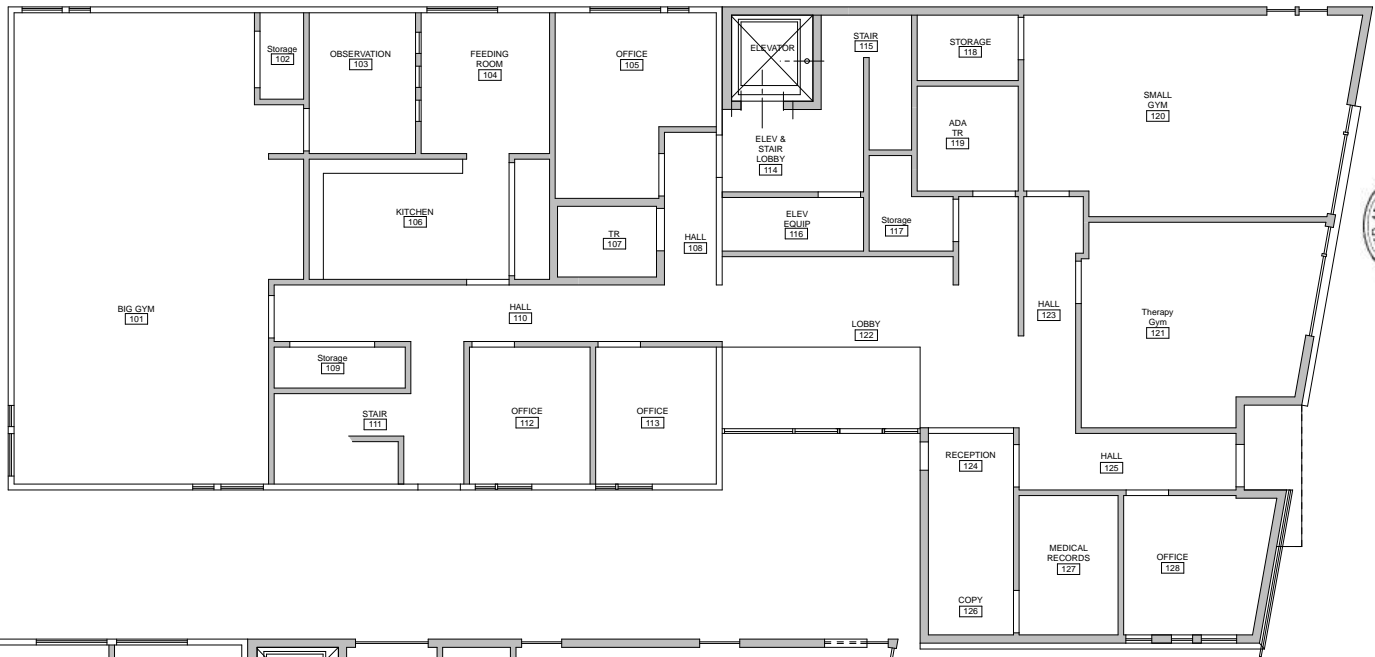 Storage
102
OBSERVATION
103
FEEDING
ROOM
104
OFFICE
105
ELEVATOR
STAIR
115
STORAGE
118
SMALL
GYM
120
ADA
TR
119
ELEV &
STAIR
LOBBY
114
KITCHEN
106
TR
107
HALL
108
ELEV
EQUIP
116
Storage
117
BIG GYM
101
HALL
110
LOBBY
122
HALL
123
Therapy
Gym
121
Storage
109
STAIR
111
OFFICE
112
OFFICE
113
RECEPTION
124
HALL
125
MEDICAL
RECORDS
127
OFFICE
128
COPY
126